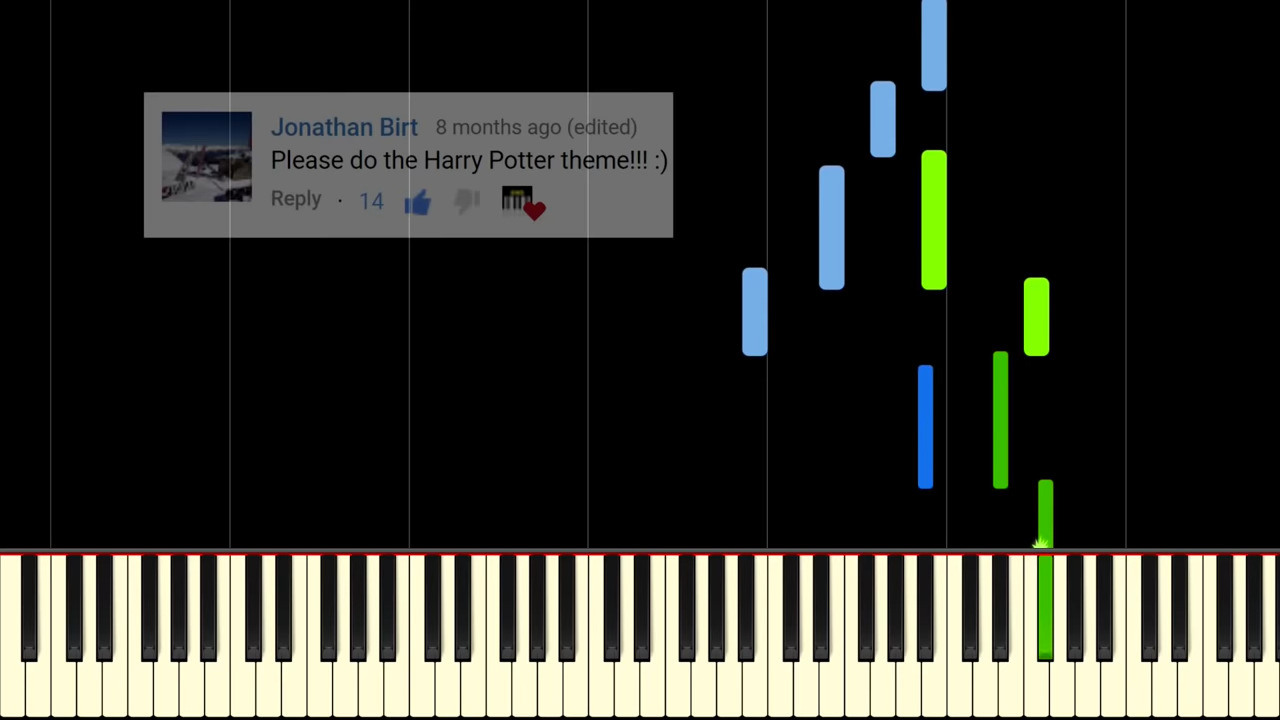 Jonathan Birt 8 months ago (edited)
Please do the Harry Potter theme!!! :)
Reply · 14